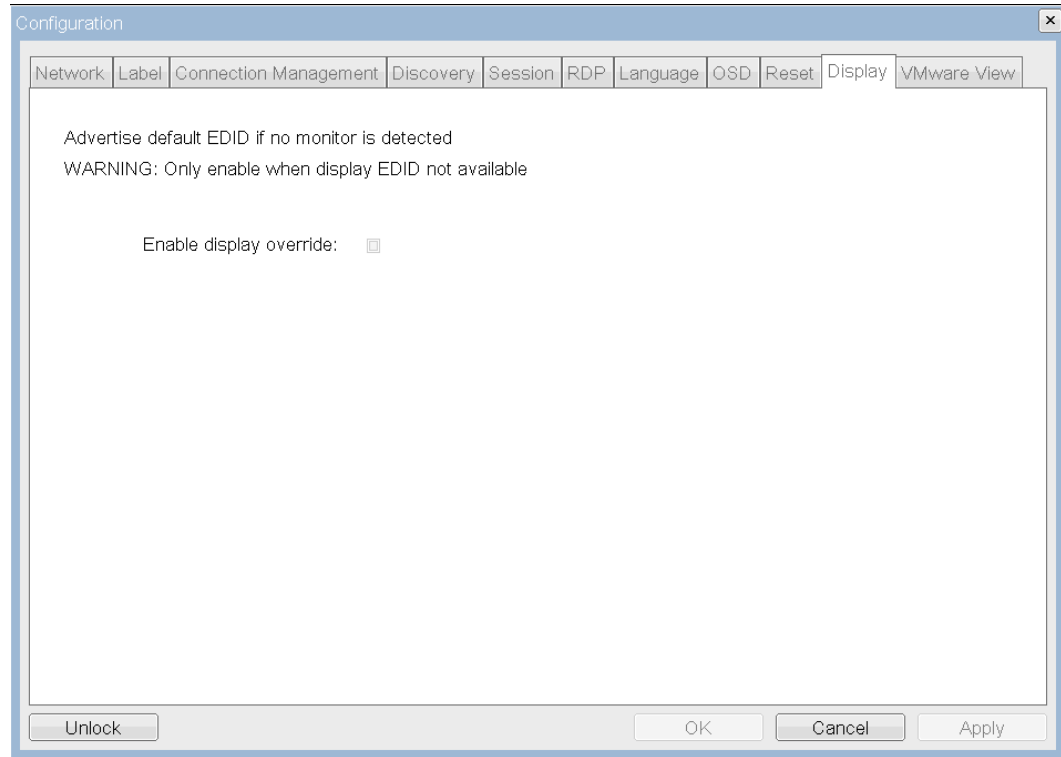 Configuration
Network Label Connection Management Discovery Session RDP Language OSD Reset Display VMware View
Advertise default EDID if no monitor is detected
WARNING: Only enable when display EDID not available
Enable display override:
Unlock OK Cancel Apply